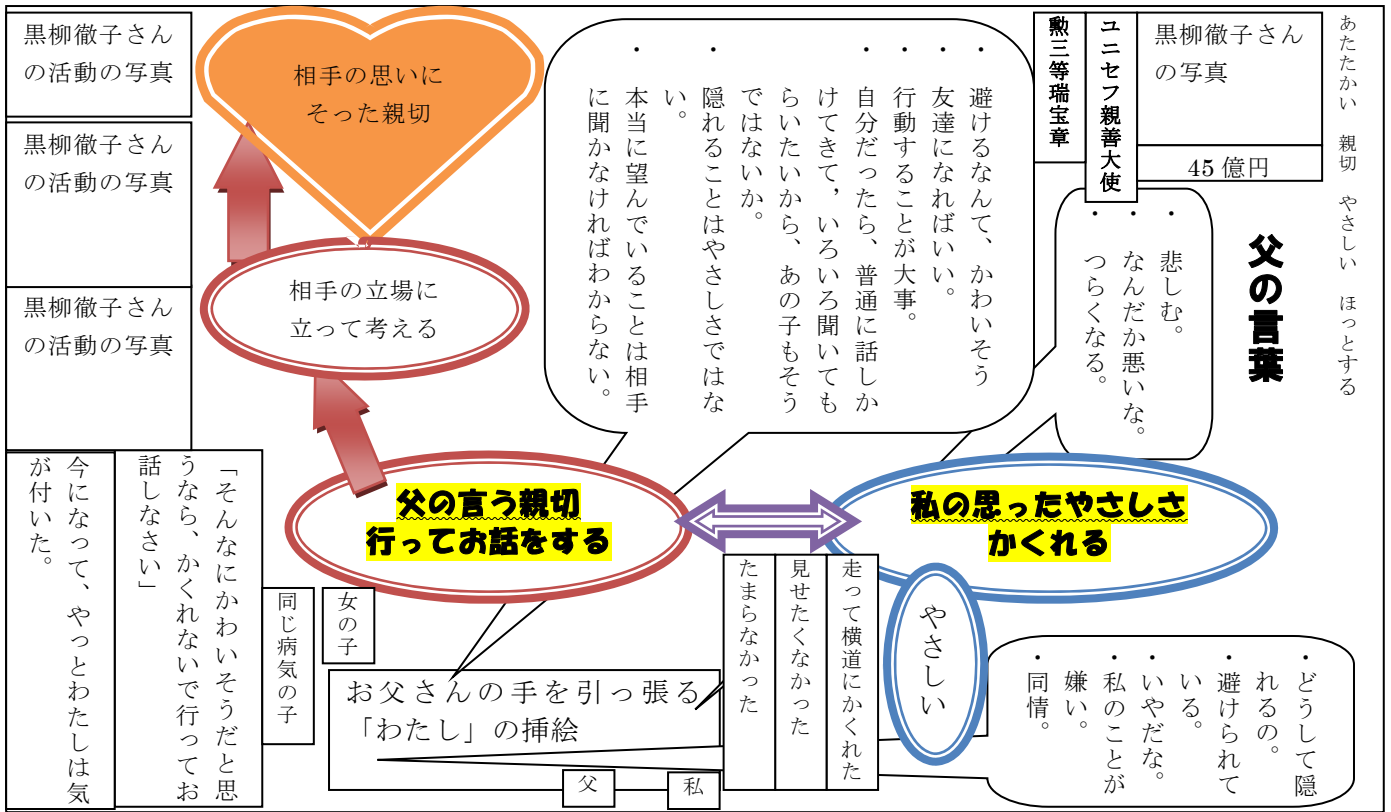 あたたかい　親切　やさしい　ほっとする
父の言葉
黒柳徹子さん
の写真
45 億円
ユニセフ親善大使
勲三等瑞宝章
・　悲しむ。
・　なんだか悪いな。
・　つらくなる。
・　避けるなんて、かわいそう
・　友達になればいい。
・　行動することが大事。
・　自分だったら、普通に話しか
けてきて、いろいろ聞いても
らいたいから、あの子もそう
ではないか。
・　隠れることはやさしさではな
い。
・　本当に望んでいることは相手
に聞かなければわからない。
相手の思いに
そった親切
相手の立場に
立って考える
黒柳徹子さん
の活動の写真
黒柳徹子さん
の活動の写真
黒柳徹子さん
の活動の写真
私の思ったやさしさ
かくれる
父の言う親切
行ってお話をする
やさしい
・　どうして隠
れるの。
・　避けられて
いる。
・　いやだな。
・　私のことが
嫌い。
・　同情。
走って横道にかくれた
見せたくなかった
たまらなかった
お父さんの手を引っ張る
「わたし」の挿絵
私
父
女の子
同じ病気の子
「そんなにかわいそうだと思
うなら、かくれないで行ってお
話しなさい」
今になって、やっとわたしは気
が付いた。